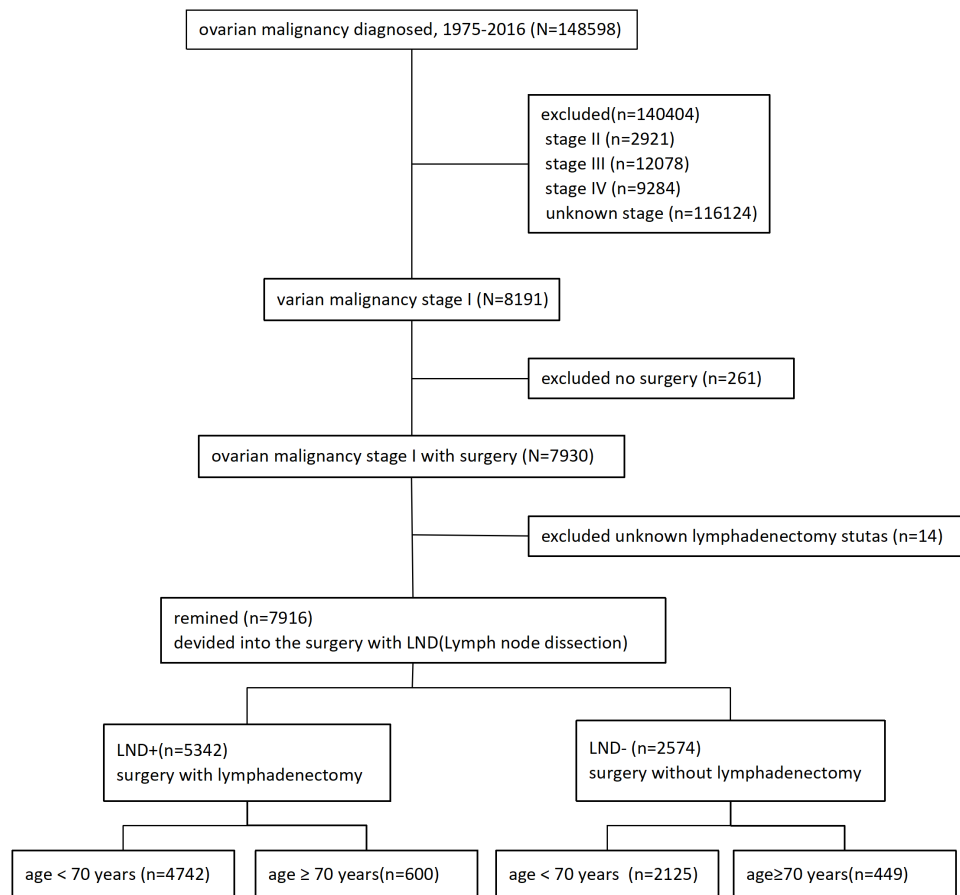 ovarian malignancy diagnosed, 1975-2016 (N=148598)
excluded(n=140404)
stage II (n=2921)
stage III (n=12078)
stage IV (n=9284)
unknown stage (n=116124)
varian malignancy stage I (N=8191)
excluded no surgery (n=261)
ovarian malignancy stage I with surgery (N=7930)
excluded unknown lymphadenectomy stutas (n=14)
remined (n=7916)
devided into the surgery with LND(Lymph node dissection)
LND+(n=5342)
surgery with lymphadenectomy
LND- (n=2574)
surgery without lymphadenectomy
age < 70 years (n=4742)
age ≥ 70 years(n=600)
age < 70 years (n=2125)
age≥70 years(n=449)